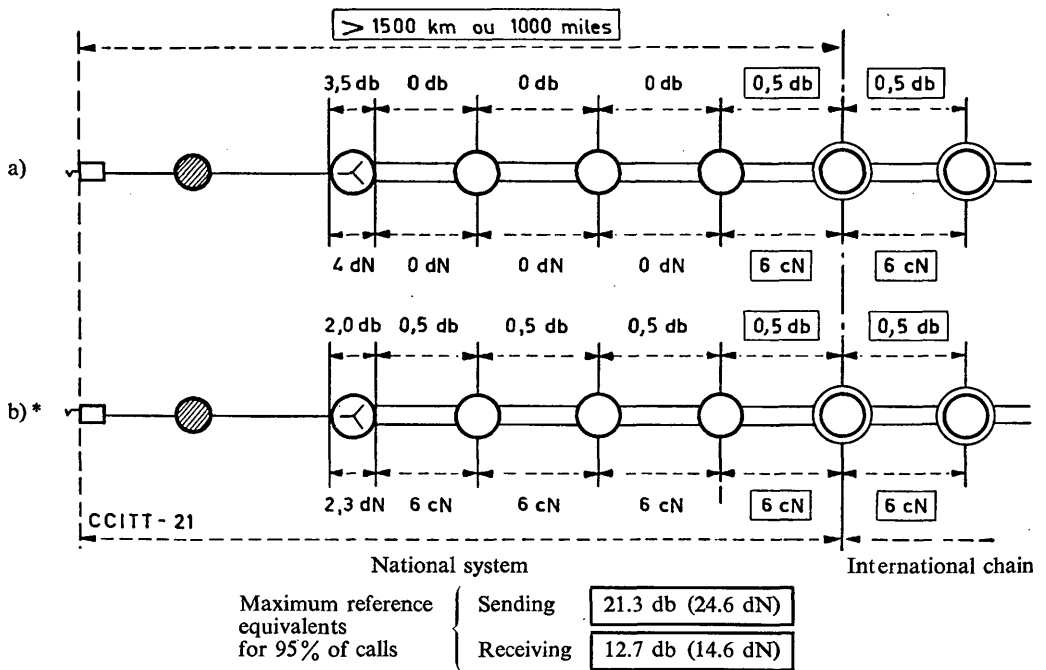 > 1500 km ou 1000 miles
3,5 db 0 db 0 db 0 db 0,5 db 0,5 db
a)
4 dN 0 dN 0 dN 0 dN 6 cN 6 cN
2,0 db 0,5 db 0,5 db 0,5 db 0,5 db 0,5 db
b) *
2,3 dN 6 cN 6 cN 6 cN 6 cN 6 cN
CCITT - 21
National system International chain
Maximum reference
equivalents
for 95% of calls
Sending 21.3 db (24.6 dN)
Receiving 12.7 db (14.6 dN)